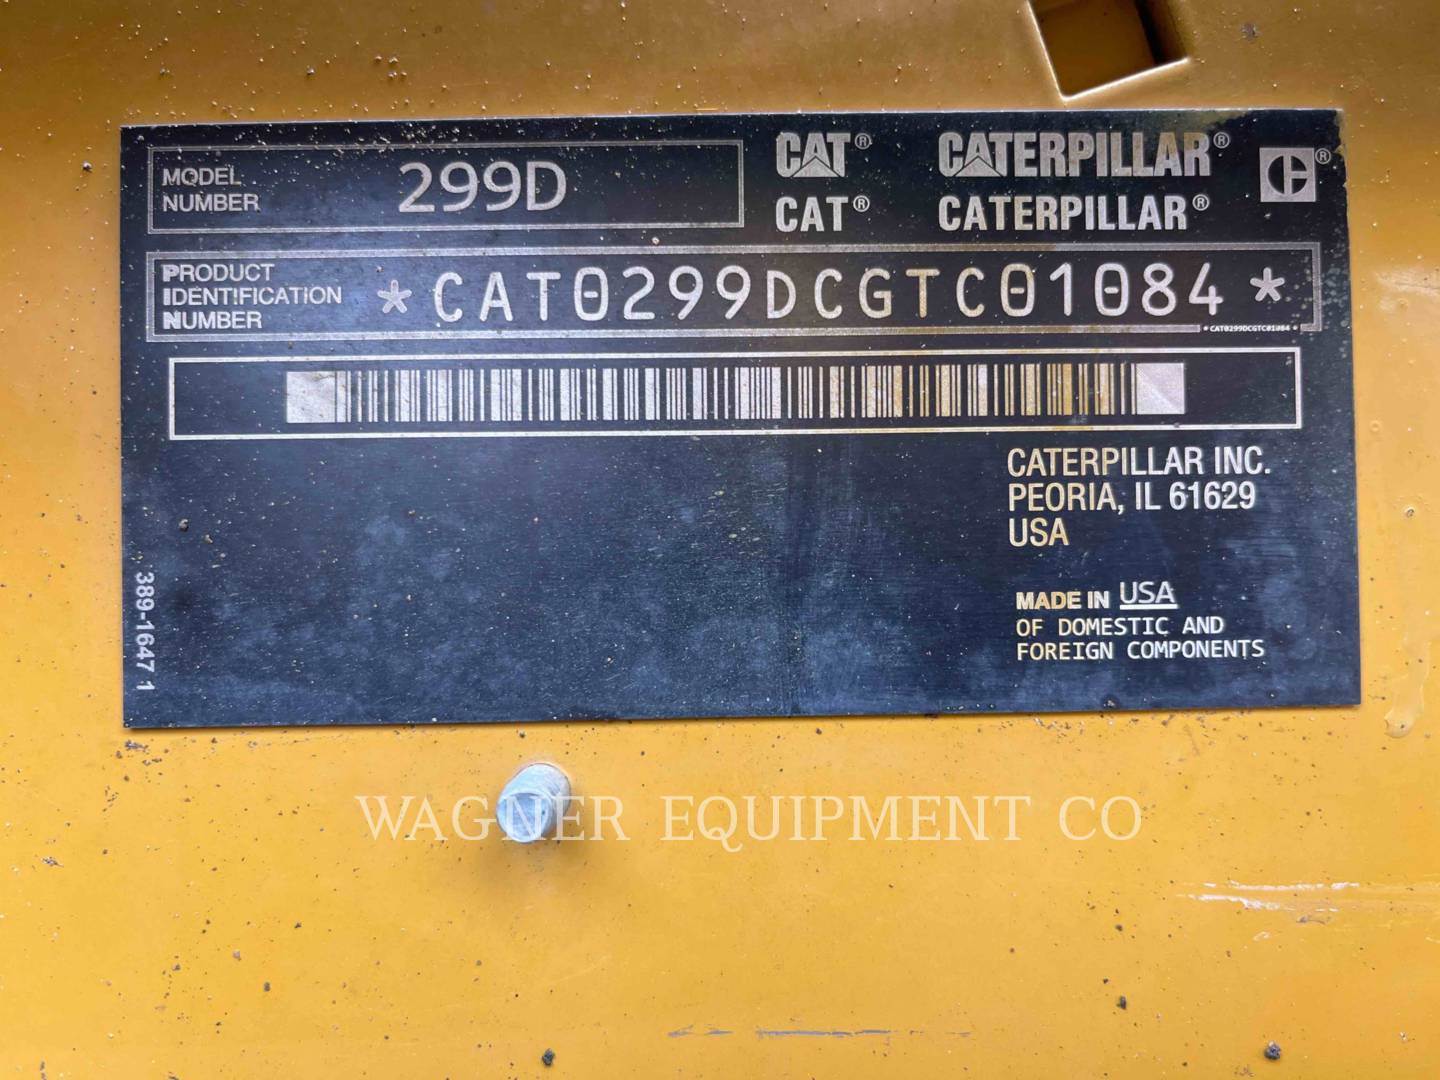 MODEL NUMBER 299D
CAT® CATERPILLAR® ®
CAT® CATERPILLAR®
PRODUCT IDENTIFICATION NUMBER *CAT0299DCGTC01084*
*CAT0299DCGTC01084*
CATERPILLAR INC.
PEORIA, IL 61629
USA
MADE IN USA
OF DOMESTIC AND
FOREIGN COMPONENTS
389-1647 1
WAGNER EQUIPMENT CO